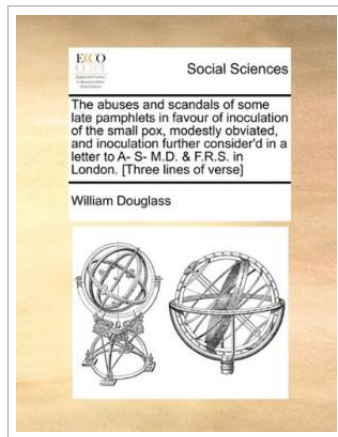 ECCO
Social Sciences
The abuses and scandals of some
late pamphlets in favour of inoculation
of the small pox, modestly obviated,
and inoculation further consider'd in a
letter to A- S- M.D. & F.R.S. in
London. [Three lines of verse]
William Douglass